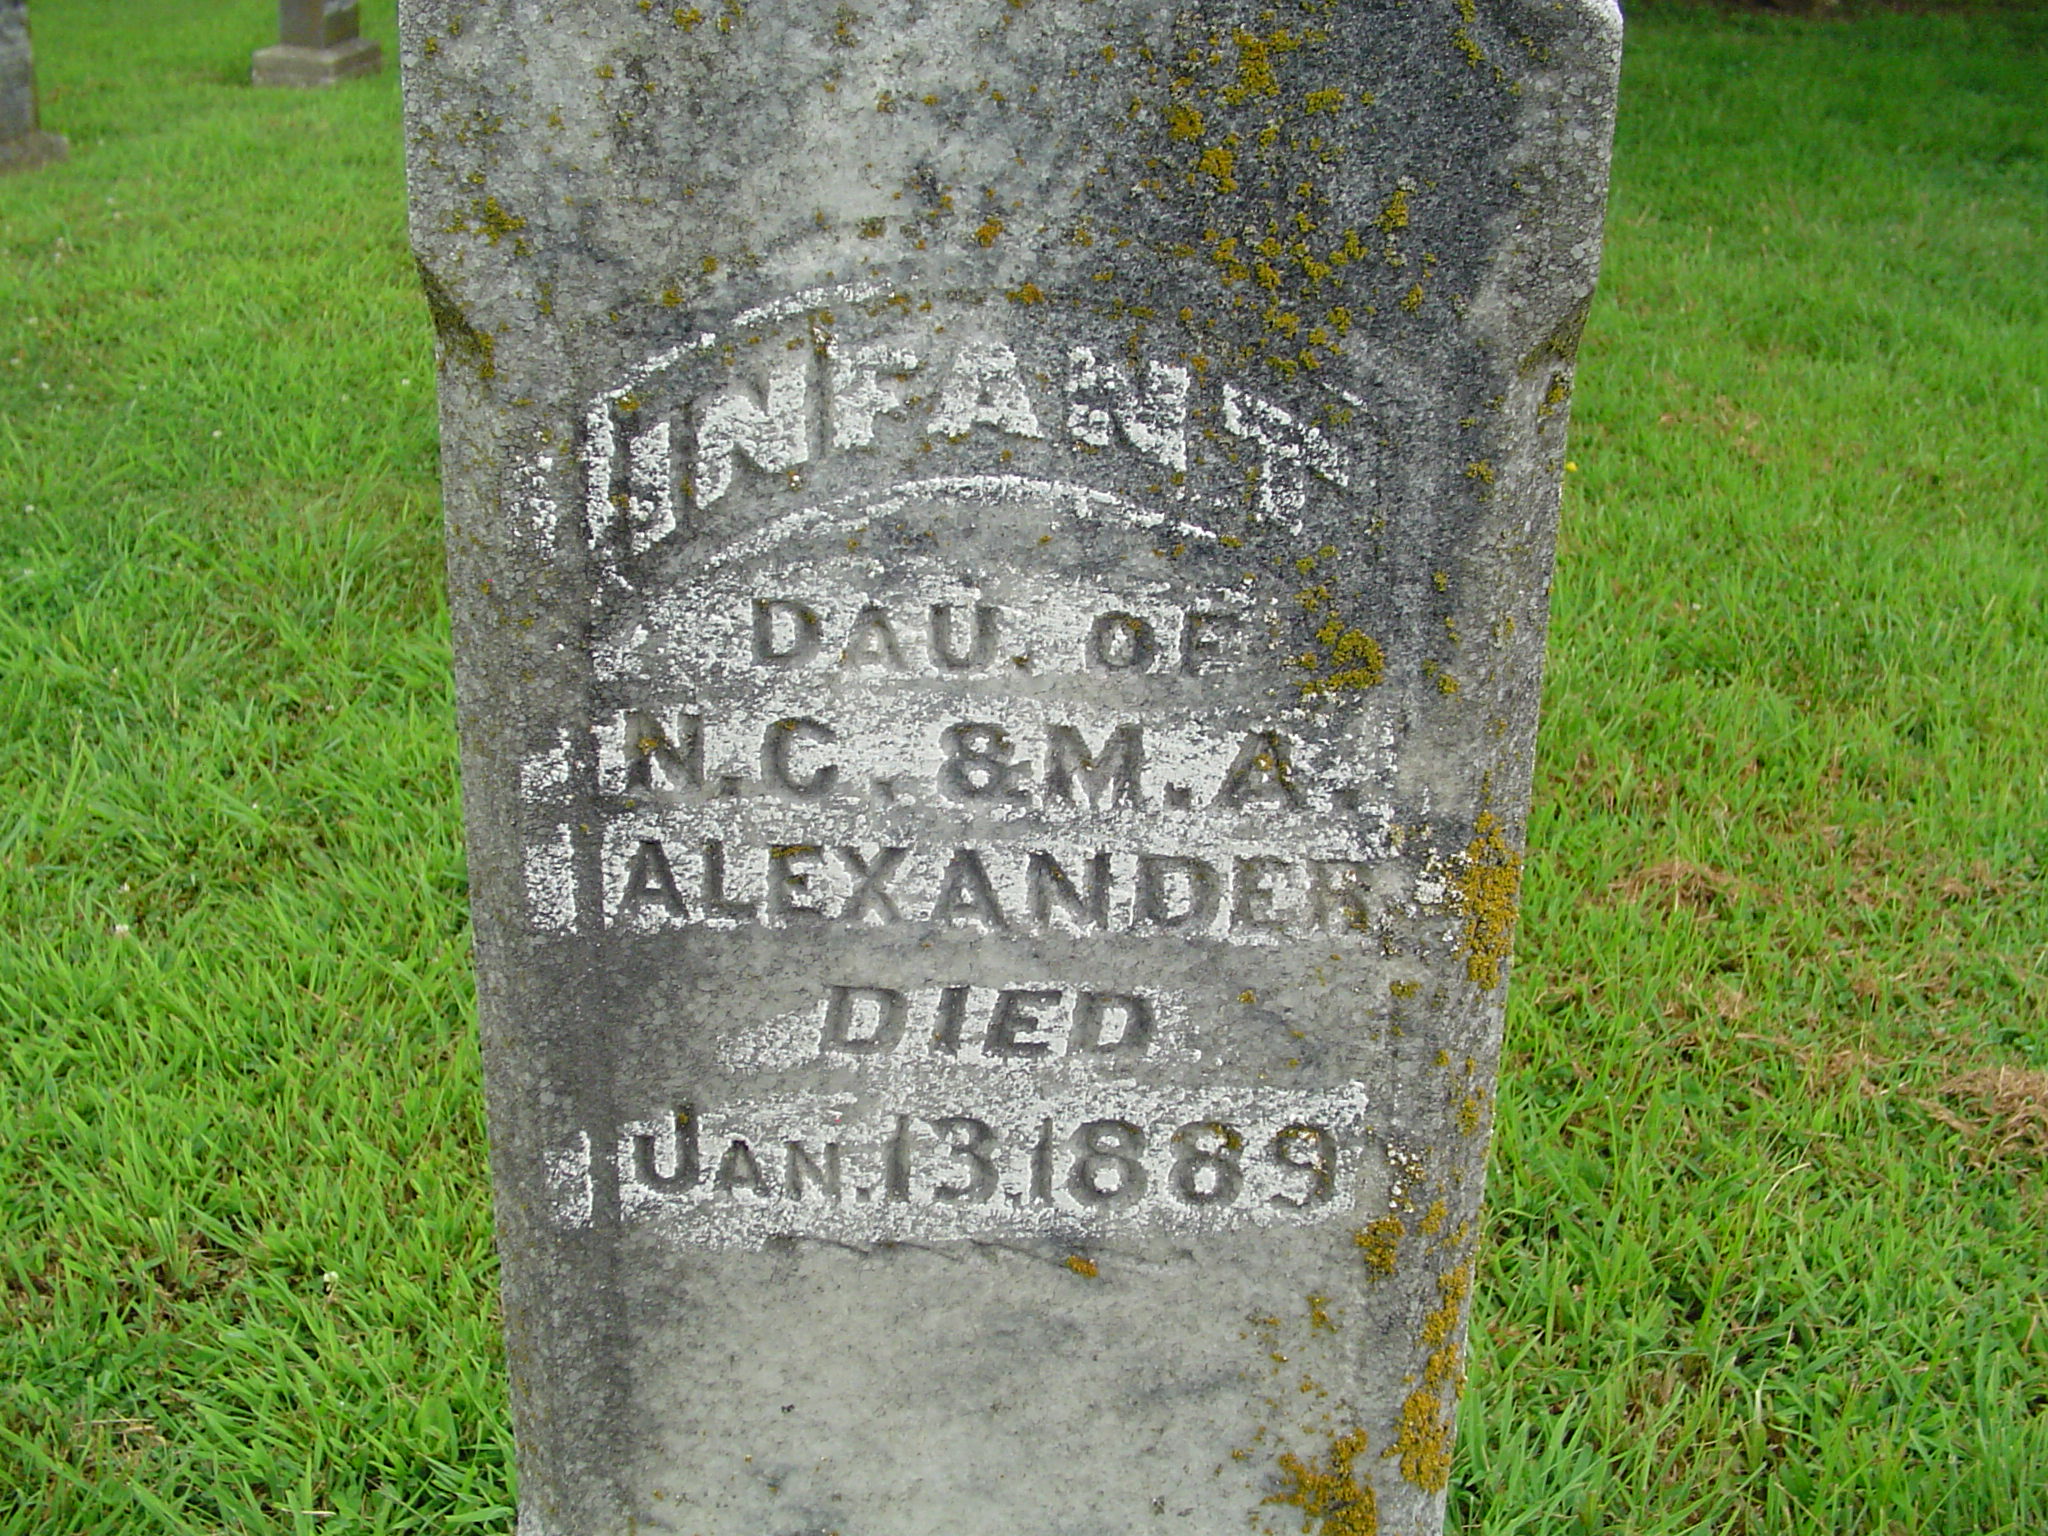 INFANT
DAU. OF
N.C. & M.A.
ALEXANDER
DIED
JAN. 13, 1889